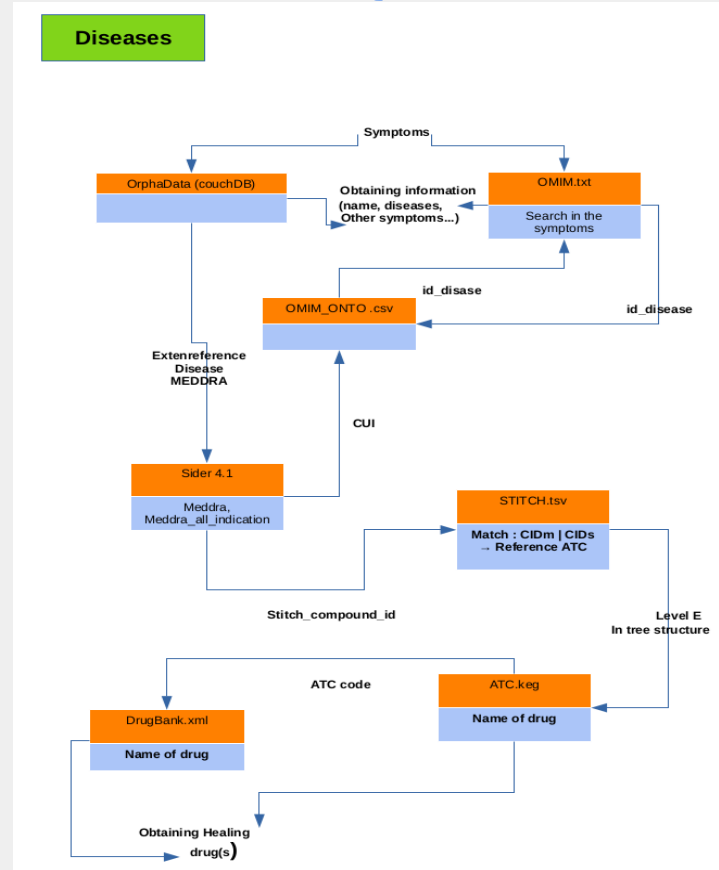 Diseases
Symptoms
OrphaData (couchDB)
OMIM.txt
Search in the
symptoms
Obtaining information
(name, diseases,
Other symptoms...)
id_disase
id_disease
OMIM_ONTO .csv
Extenreference
Disease
MEDDRA
CUI
Sider 4.1
Meddra,
Meddra_all_indication
STITCH.tsv
Match : CIDm | CIDs
→ Reference ATC
Stitch_compound_id
Level E
In tree structure
ATC code
ATC.keg
Name of drug
DrugBank.xml
Name of drug
Obtaining Healing
drug(s)